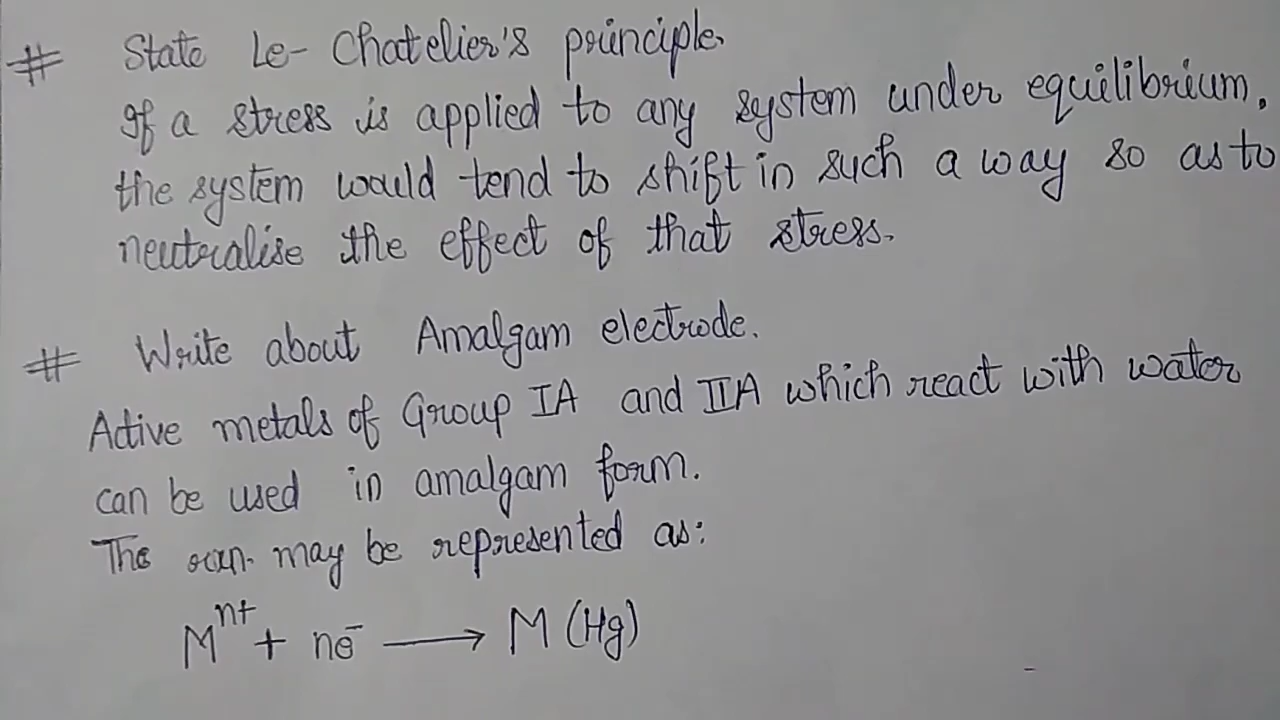 # State Le-Chatelier's principle.
If a stress is applied to any system under equilibrium,
the system would tend to shift in such a way so as to
neutralise the effect of that stress.
# Write about Amalgam electrode.
Active metals of Group IA and IIA which react with water
can be used in amalgam form.
The rxn. may be represented as:
Mⁿ⁺ + ne⁻ ⟶ M (Hg)